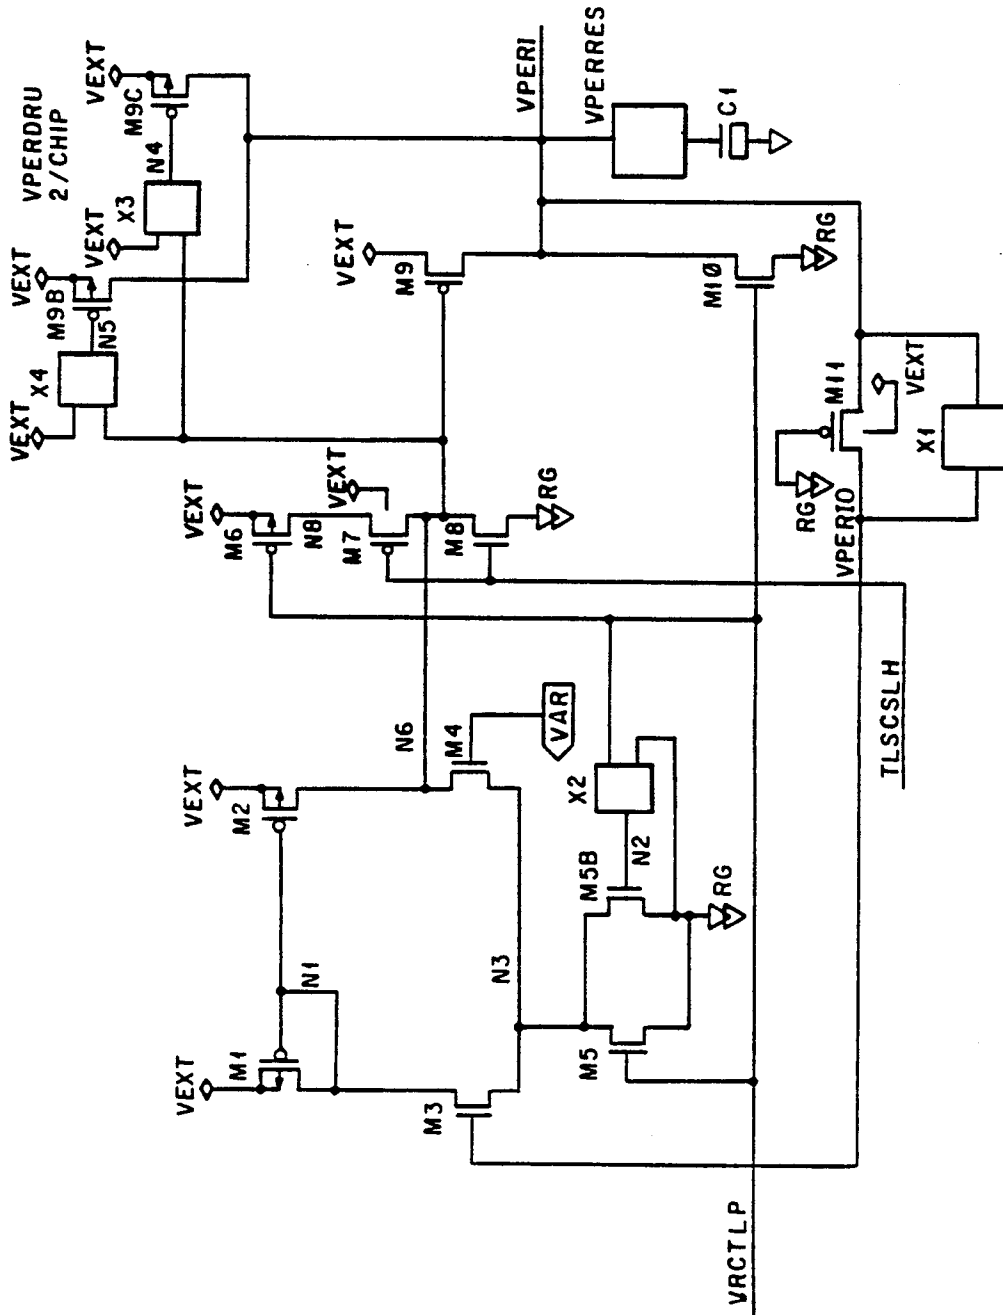 VPERDRU
2/CHIP
VEXT
M9C
N4
VEXT
X3
VEXT
M9B
N5
VEXT
X4
VPERI
VPERRES
C1
VEXT
M9
M10
RG
VEXT
M6
N8
VEXT
M7
M8
RG
M11
VEXT
RG
VPERIO
X1
TLSCSLH
N6
VEXT
M2
M4
VAR
X2
N2
M5B
RG
N1
N3
VEXT
M1
M3
M5
VRCTLP